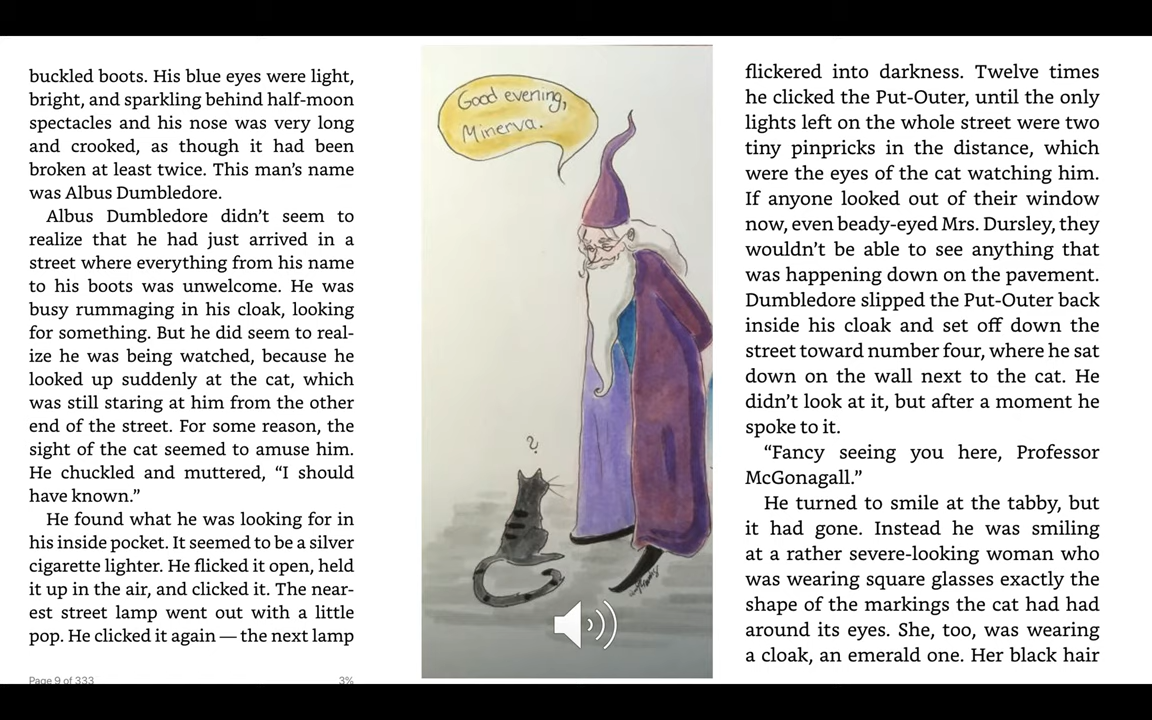 buckled boots. His blue eyes were light,
bright, and sparkling behind half-moon
spectacles and his nose was very long
and crooked, as though it had been
broken at least twice. This man’s name
was Albus Dumbledore.
Albus Dumbledore didn’t seem to
realize that he had just arrived in a
street where everything from his name
to his boots was unwelcome. He was
busy rummaging in his cloak, looking
for something. But he did seem to real-
ize he was being watched, because he
looked up suddenly at the cat, which
was still staring at him from the other
end of the street. For some reason, the
sight of the cat seemed to amuse him.
He chuckled and muttered, “I should
have known.”
He found what he was looking for in
his inside pocket. It seemed to be a silver
cigarette lighter. He flicked it open, held
it up in the air, and clicked it. The near-
est street lamp went out with a little
pop. He clicked it again — the next lamp
Page 9 of 333
3%
Good evening,
Minerva.
?
flickered into darkness. Twelve times
he clicked the Put-Outer, until the only
lights left on the whole street were two
tiny pinpricks in the distance, which
were the eyes of the cat watching him.
If anyone looked out of their window
now, even beady-eyed Mrs. Dursley, they
wouldn’t be able to see anything that
was happening down on the pavement.
Dumbledore slipped the Put-Outer back
inside his cloak and set off down the
street toward number four, where he sat
down on the wall next to the cat. He
didn’t look at it, but after a moment he
spoke to it.
“Fancy seeing you here, Professor
McGonagall.”
He turned to smile at the tabby, but
it had gone. Instead he was smiling
at a rather severe-looking woman who
was wearing square glasses exactly the
shape of the markings the cat had had
around its eyes. She, too, was wearing
a cloak, an emerald one. Her black hair